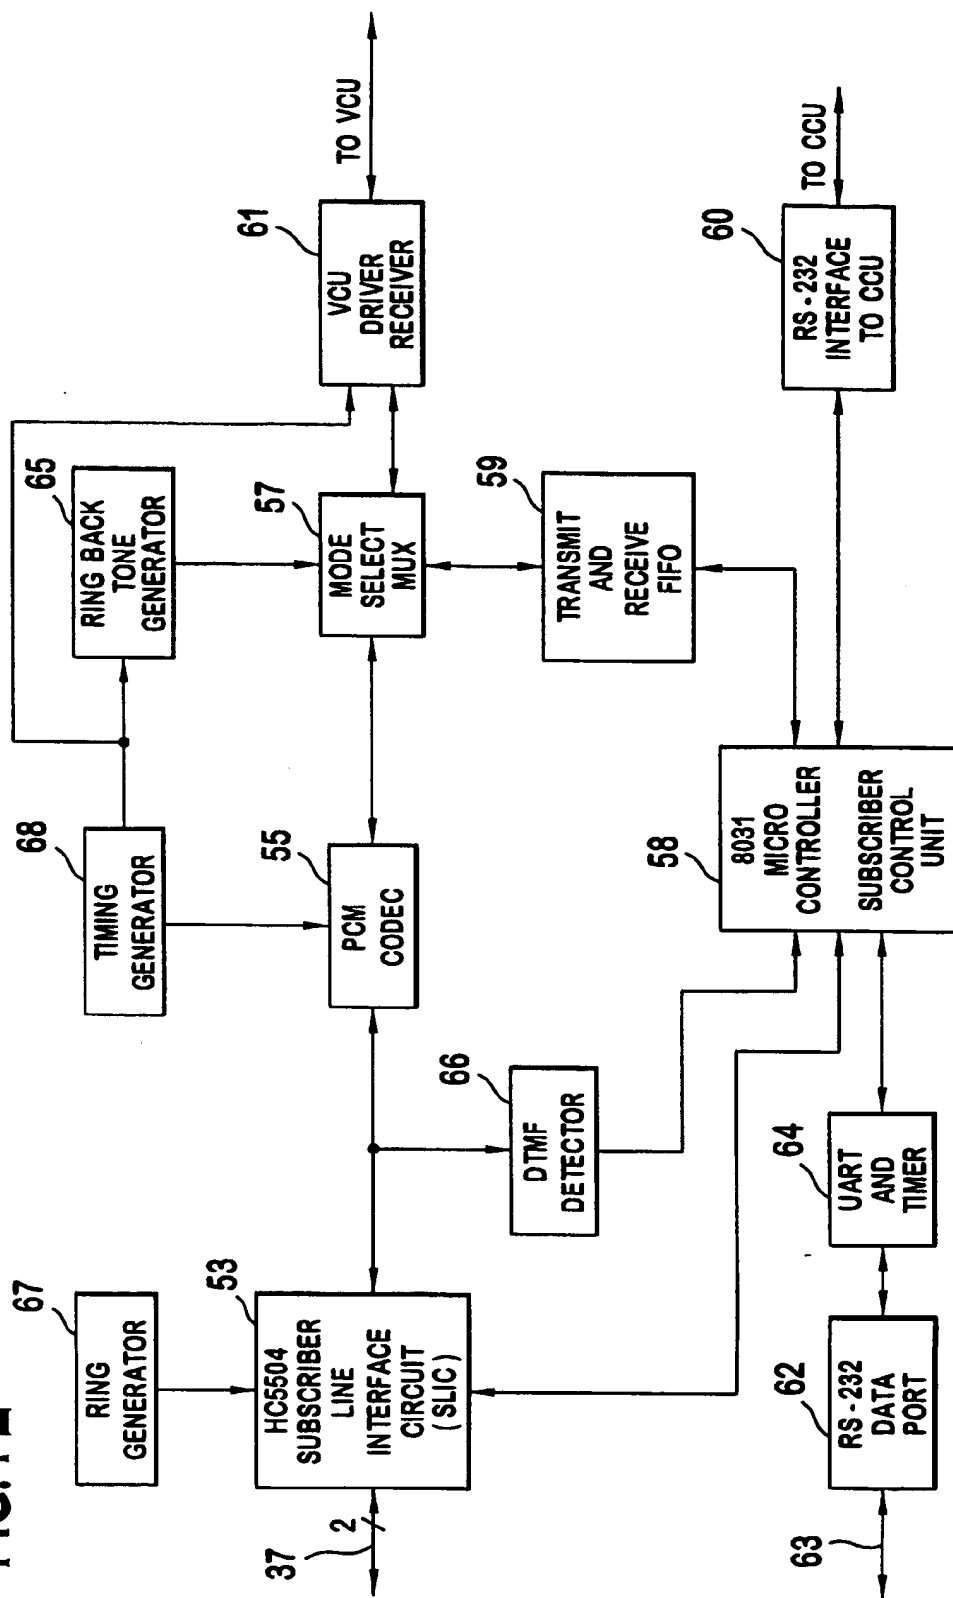 67
RING
GENERATOR
68
TIMING
GENERATOR
65
RING BACK
TONE
GENERATOR
37
2
53
HC5504
SUBSCRIBER
LINE
INTERFACE
CIRCUIT
(SLIC)
55
PCM
CODEC
57
MODE
SELECT
MUX
61
VCU
DRIVER
RECEIVER
TO VCU
66
DTMF
DETECTOR
59
TRANSMIT
AND
RECEIVE
FIFO
63
62
RS-232
DATA
PORT
64
UART
AND
TIMER
58
8031
MICRO
CONTROLLER
SUBSCRIBER
CONTROL
UNIT
60
RS-232
INTERFACE
TO CCU
TO CCU